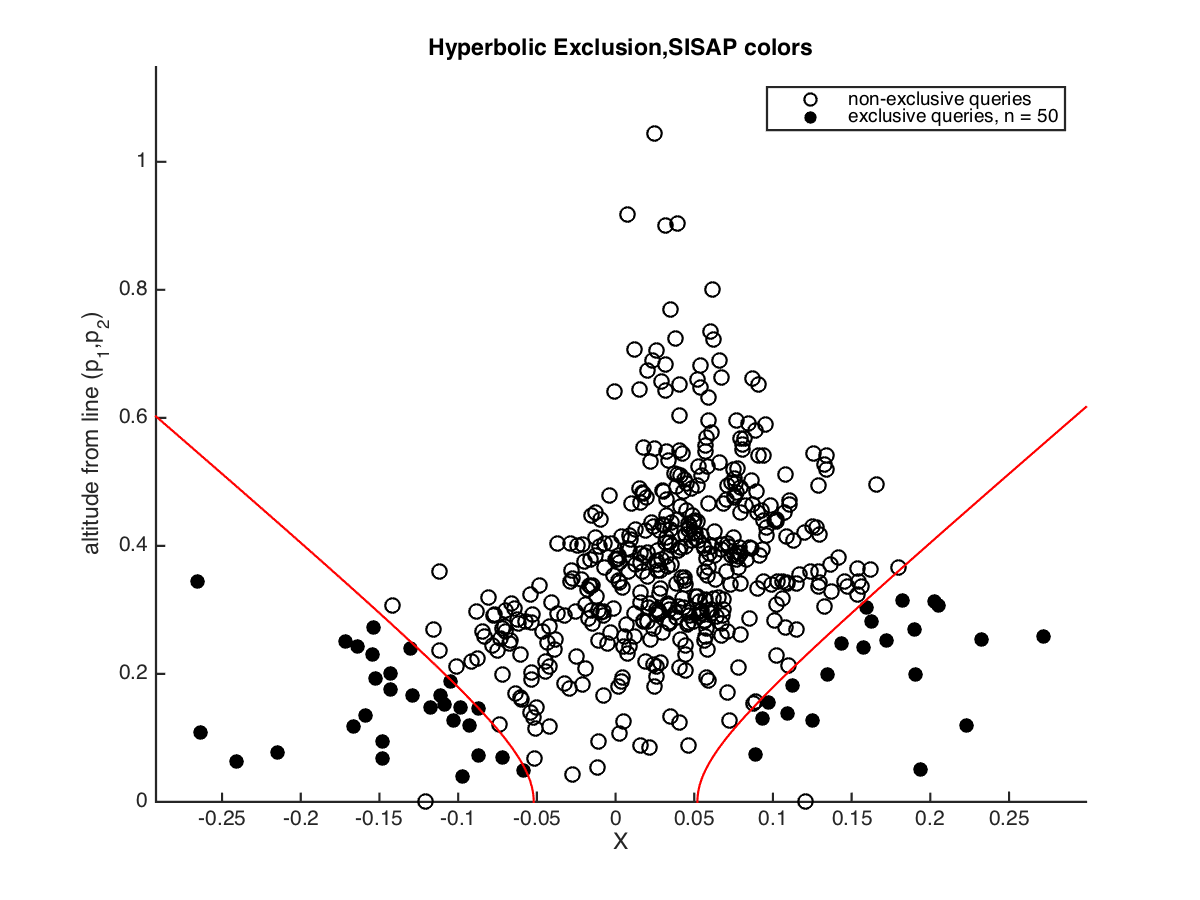 Hyperbolic Exclusion,SISAP colors
non-exclusive queries
exclusive queries, n = 50
altitude from line (p1,p2)
1
0.8
0.6
0.4
0.2
0
-0.25 -0.2 -0.15 -0.1 -0.05 0 0.05 0.1 0.15 0.2 0.25
X